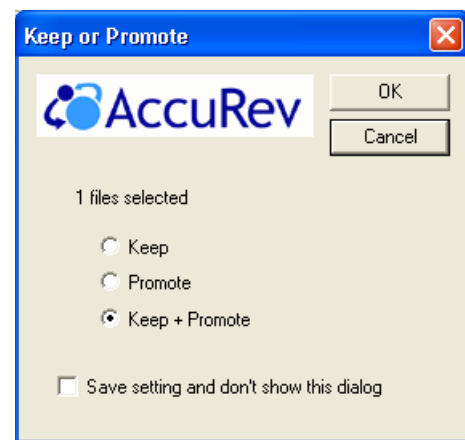 Keep or Promote
AccuRev
OK
Cancel
1 files selected
Keep
Promote
Keep + Promote
Save setting and don't show this dialog